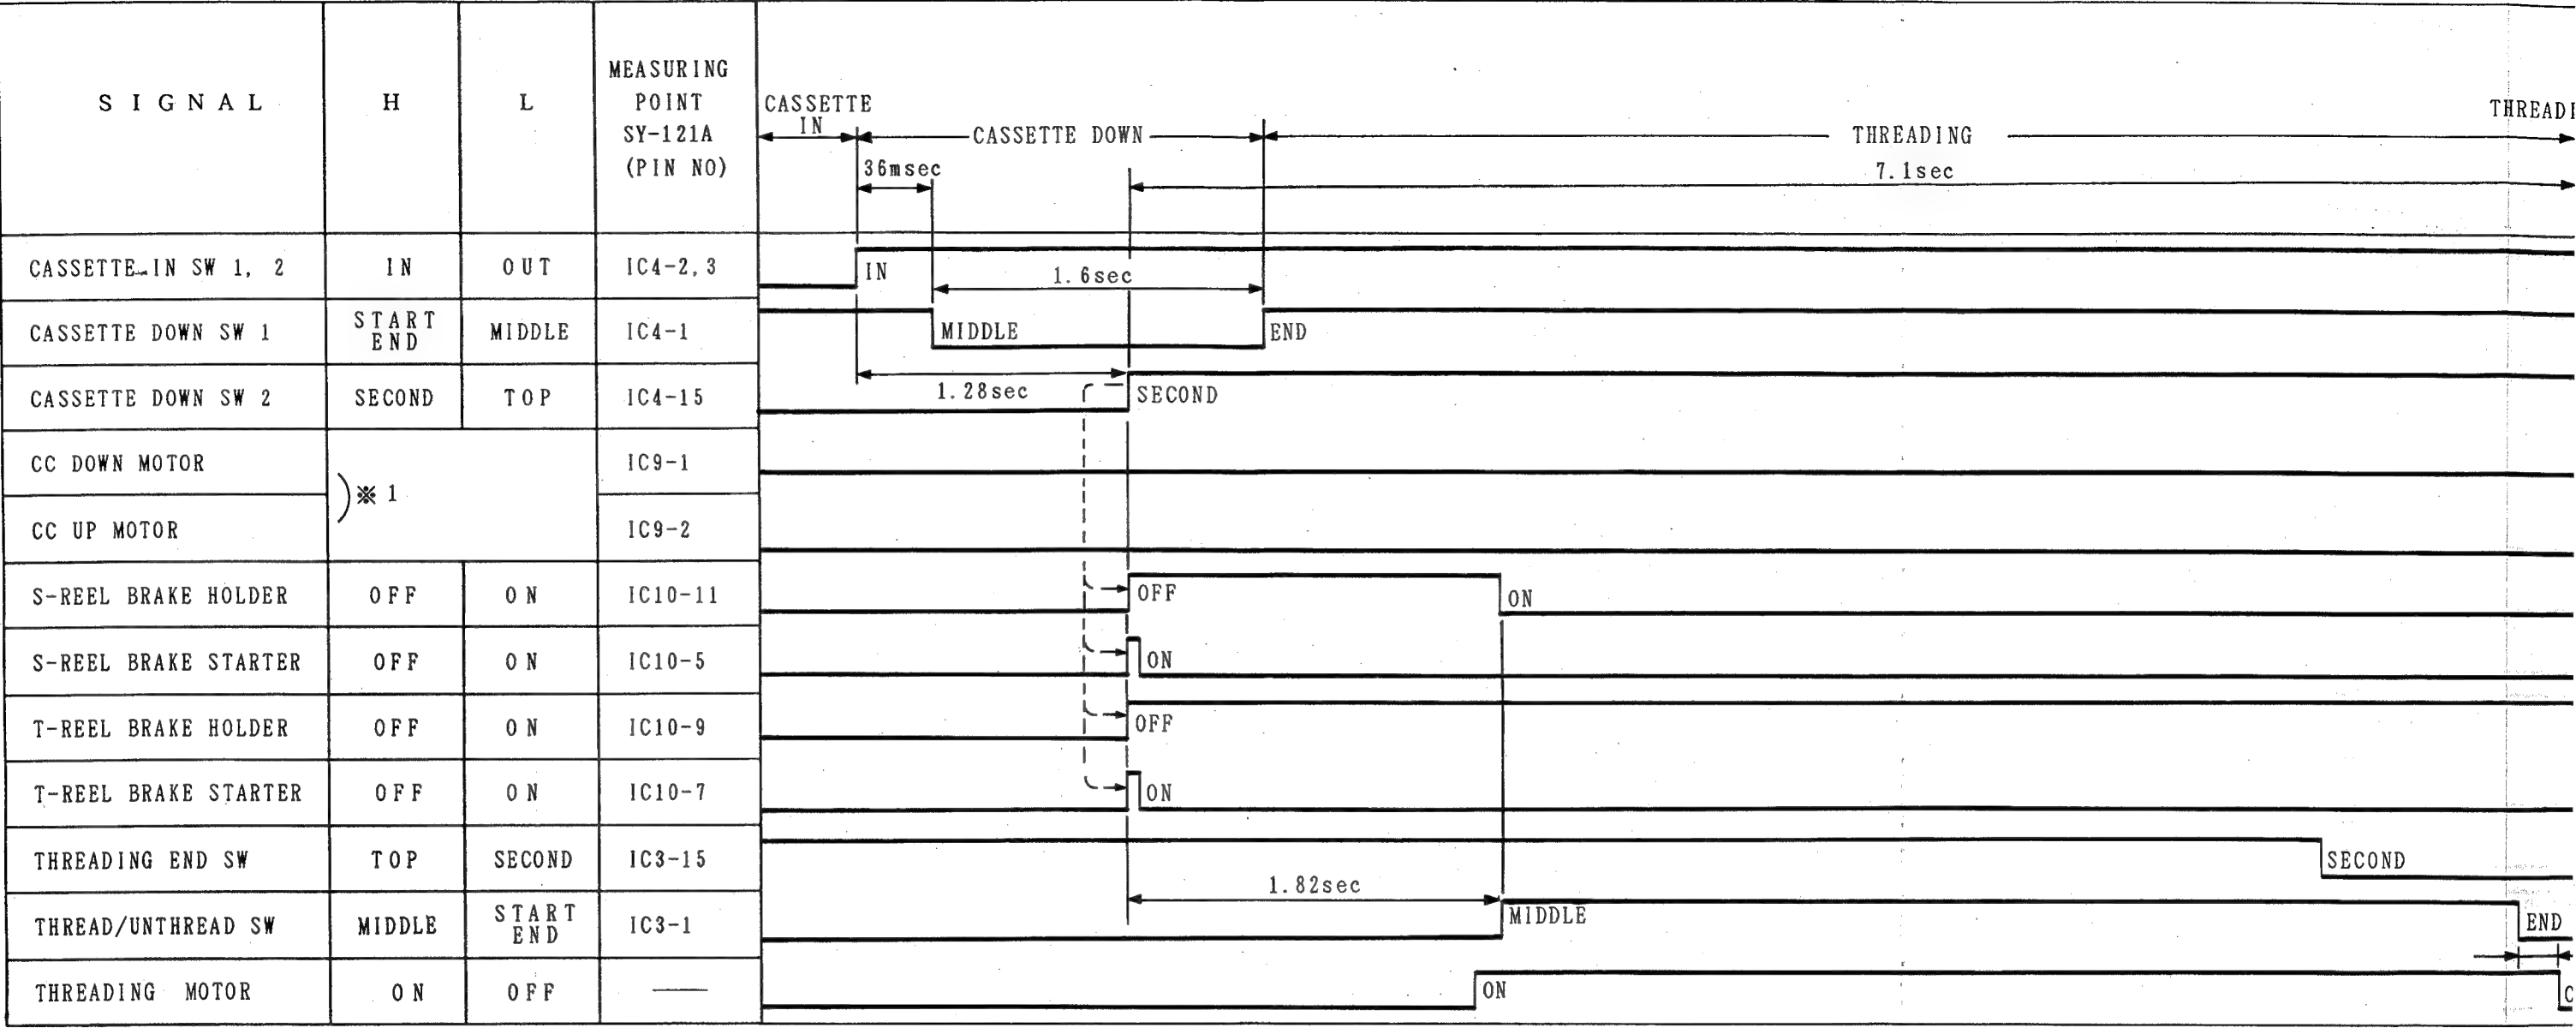 SIGNAL H L MEASURING POINT SY-121A (PIN NO)
CASSETTE IN
CASSETTE DOWN
THREADING
THREADI
36msec
7.1sec
CASSETTE IN SW 1, 2 IN OUT IC4-2,3 IN 1.6sec
CASSETTE DOWN SW 1 START END MIDDLE IC4-1 MIDDLE END
CASSETTE DOWN SW 2 SECOND TOP IC4-15 1.28sec SECOND
CC DOWN MOTOR IC9-1
)※1
CC UP MOTOR IC9-2
S-REEL BRAKE HOLDER OFF ON IC10-11 OFF ON
S-REEL BRAKE STARTER OFF ON IC10-5 ON
T-REEL BRAKE HOLDER OFF ON IC10-9 OFF
T-REEL BRAKE STARTER OFF ON IC10-7 ON
THREADING END SW TOP SECOND IC3-15 SECOND
1.82sec
THREAD/UNTHREAD SW MIDDLE START END IC3-1 MIDDLE END
THREADING MOTOR ON OFF —— ON